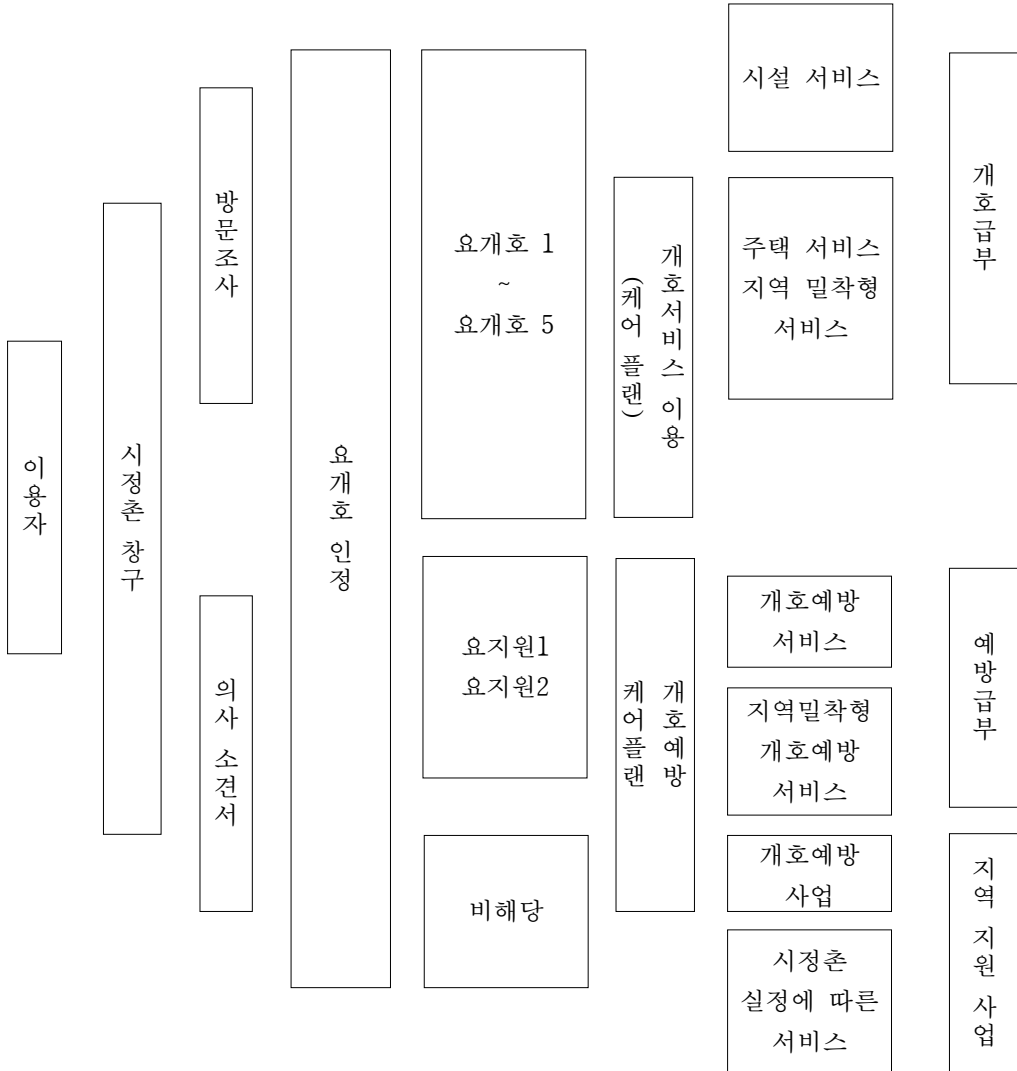 이용자
시정촌 창구
방문조사
의사 소견서
요개호 인정
요개호 1
~
요개호 5
요지원1
요지원2
비해당
개호서비스 이용
(케어 플랜)
개호예방
케어플랜
시설 서비스
주택 서비스
지역 밀착형
서비스
개호예방
서비스
지역밀착형
개호예방
서비스
개호예방
사업
시정촌
실정에 따른
서비스
개호급부
예방급부
지역 지원 사업